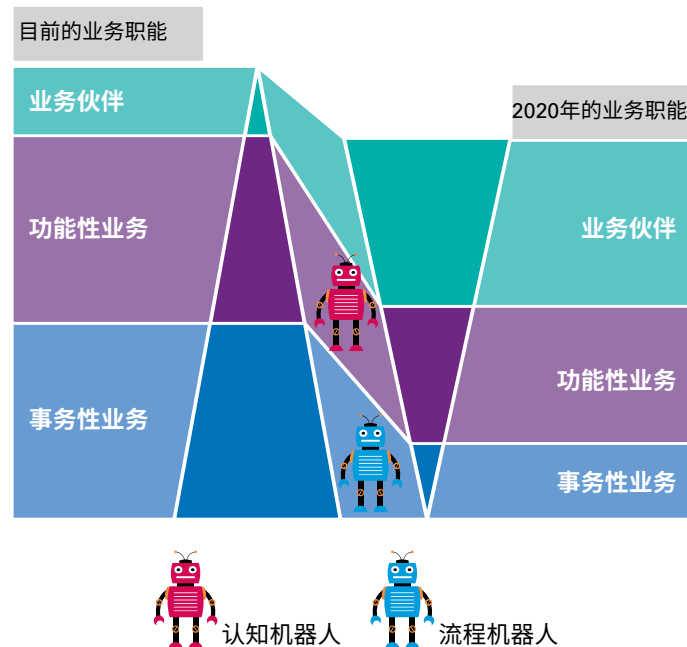 目前的业务职能
业务伙伴
2020年的业务职能
功能性业务
业务伙伴
功能性业务
事务性业务
事务性业务
认知机器人
流程机器人